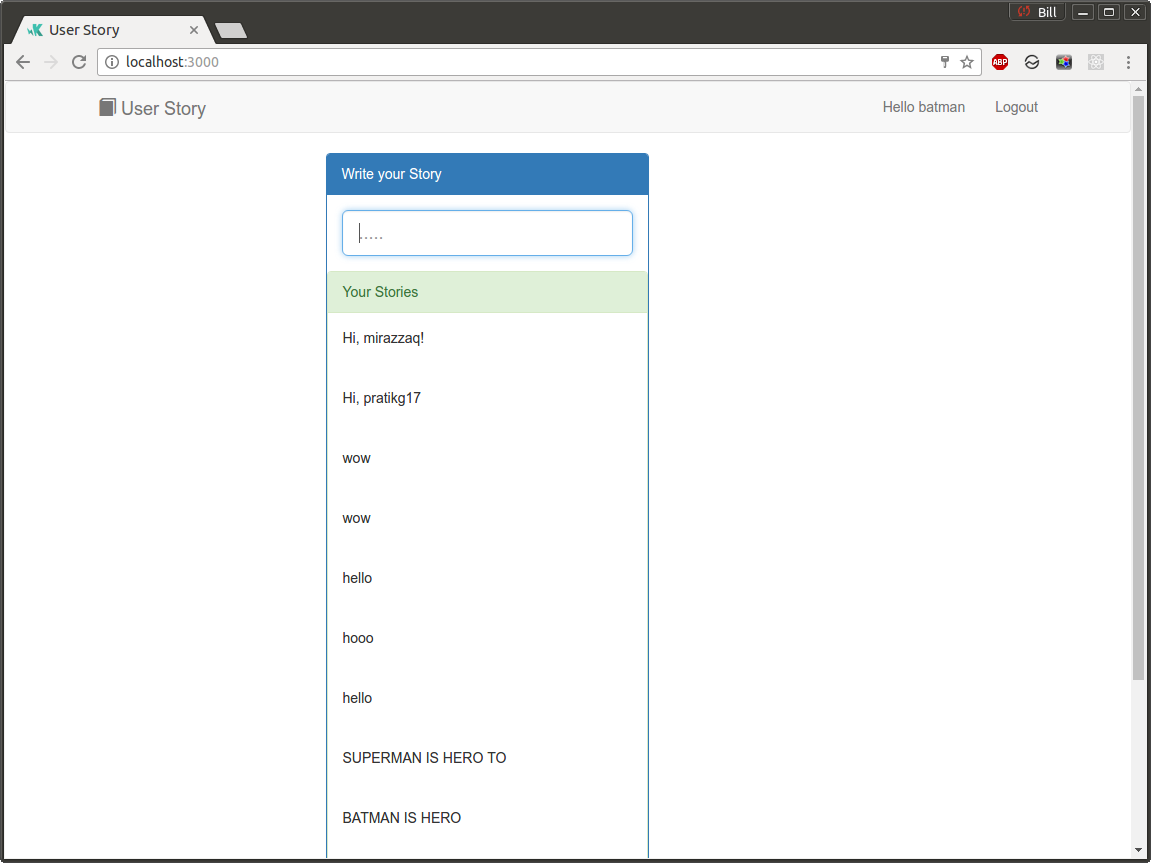 Bill
User Story
localhost:3000
ABP
User Story
Hello batman
Logout
Write your Story
.....
Your Stories
Hi, mirazzaq!
Hi, pratikg17
wow
wow
hello
hooo
hello
SUPERMAN IS HERO TO
BATMAN IS HERO